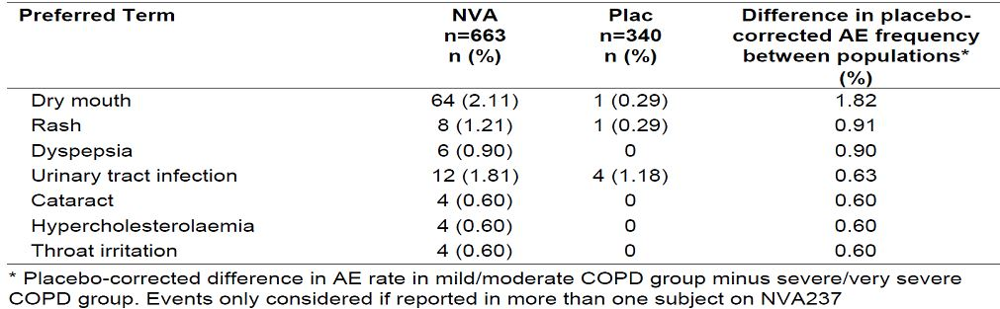 Preferred Term NVA Plac Difference in placebo-
n=663 n=340 corrected AE frequency
n (%) n (%) between populations*
(%)
Dry mouth 64 (2.11) 1 (0.29) 1.82
Rash 8 (1.21) 1 (0.29) 0.91
Dyspepsia 6 (0.90) 0 0.90
Urinary tract infection 12 (1.81) 4 (1.18) 0.63
Cataract 4 (0.60) 0 0.60
Hypercholesterolaemia 4 (0.60) 0 0.60
Throat irritation 4 (0.60) 0 0.60
* Placebo-corrected difference in AE rate in mild/moderate COPD group minus severe/very severe
COPD group. Events only considered if reported in more than one subject on NVA237